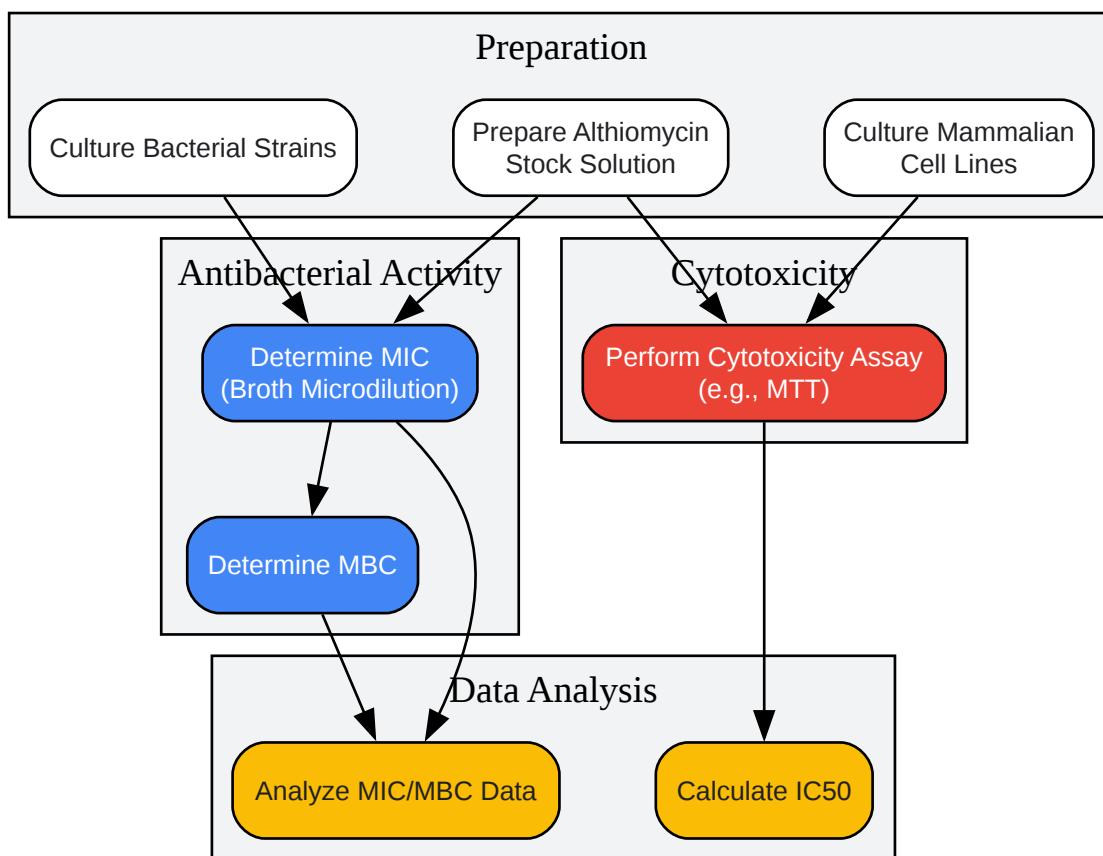 Preparation
Culture Bacterial Strains
Prepare Althiomycin
Stock Solution
Culture Mammalian
Cell Lines
Antibacterial Activity
Cytotoxicity
Determine MIC
(Broth Microdilution)
Perform Cytotoxicity Assay
(e.g., MTT)
Determine MBC
Data Analysis
Analyze MIC/MBC Data
Calculate IC50